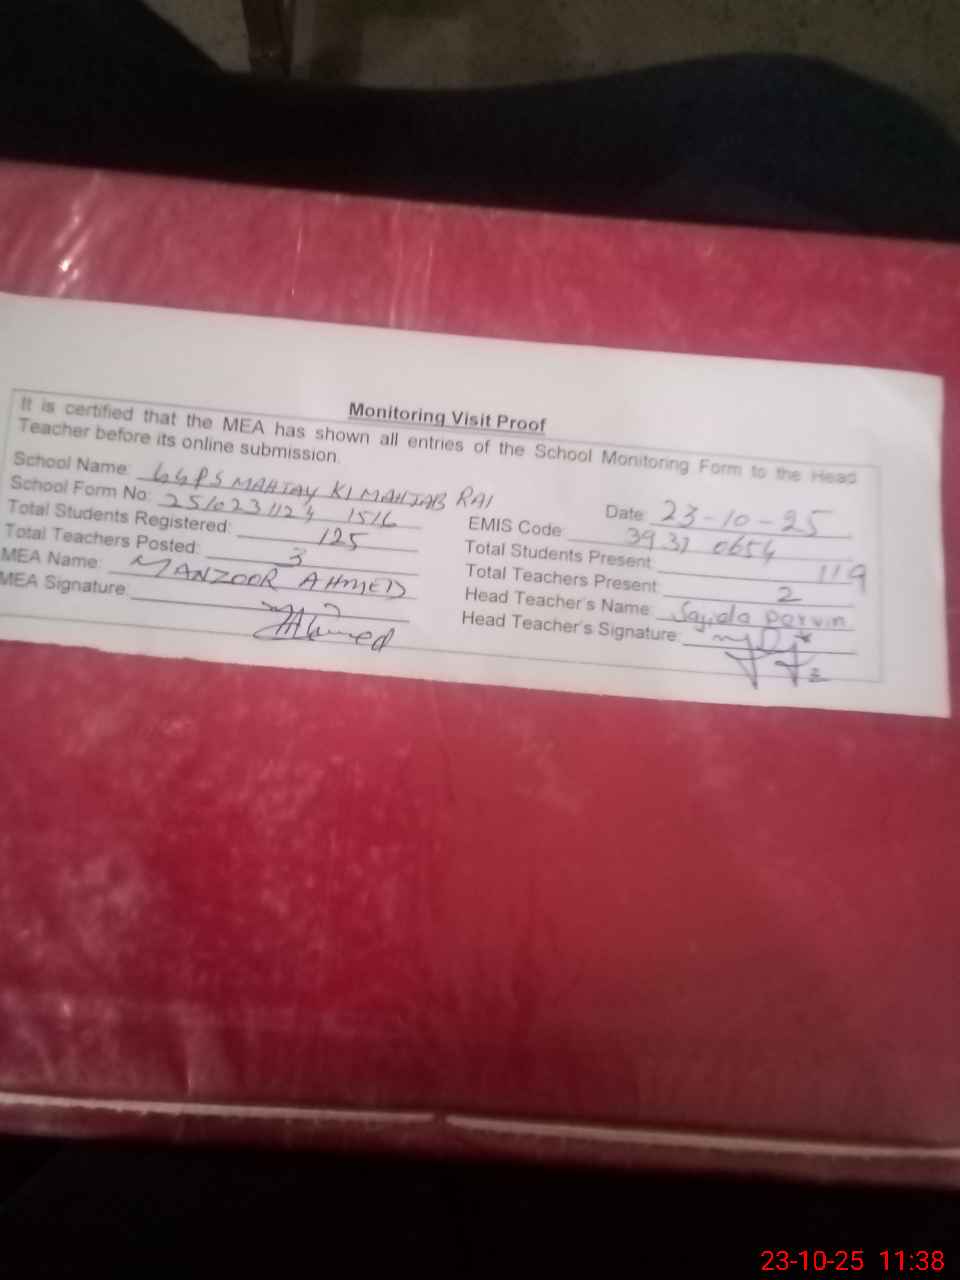 Monitoring Visit Proof
It is certified that the MEA has shown all entries of the School Monitoring Form to the Head
Teacher before its online submission.
School Name: GGPS MAHTAY KI MAHTAB RAI
Date: 23-10-25
School Form No: 251023 1124 1516
EMIS Code: 3932 0654
Total Students Registered: 125
Total Students Present: 119
Total Teachers Posted: 3
Total Teachers Present: 2
MEA Name: MANZOOR AHMED
Head Teacher's Name: Sajida Parvin
MEA Signature: Ahmed
Head Teacher's Signature:
23-10-25 11:38